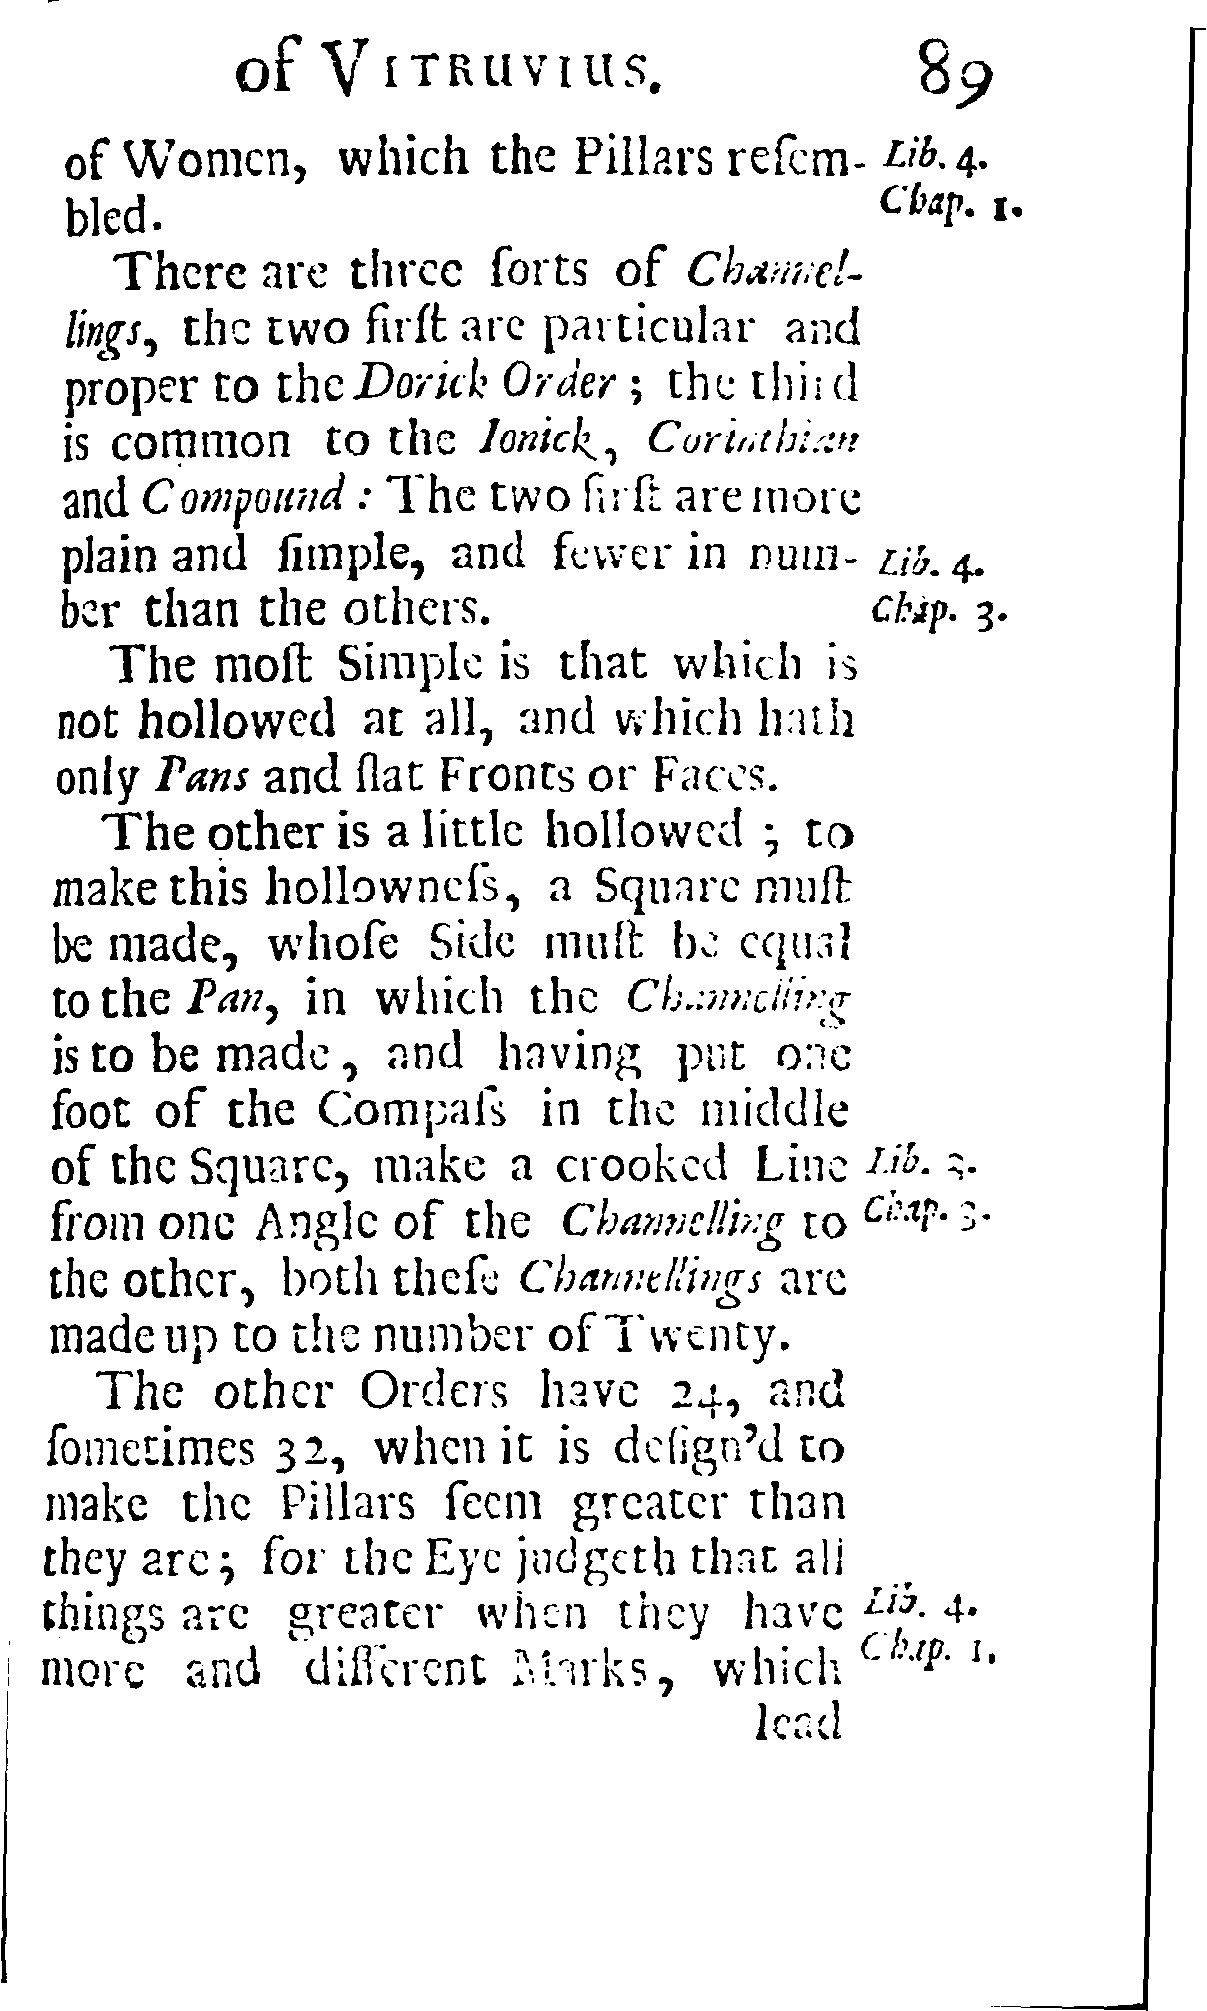 of VITRUVIUS. 89
of Women, which the Pillars reſem- Lib. 4.
bled. Chap. 1.
There are three ſorts of Channel-
lings, the two firſt are particular and
proper to the Dorick Order ; the third
is common to the Ionick, Corinthian
and Compound : The two firſt are more
plain and ſimple, and fewer in num- Lib. 4.
ber than the others. Chap. 3.
The moſt Simple is that which is
not hollowed at all, and which hath
only Pans and flat Fronts or Faces.
The other is a little hollowed ; to
make this hollowneſs, a Square muſt
be made, whoſe Side muſt be equal
to the Pan, in which the Channelling
is to be made, and having put one
foot of the Compaſs in the middle
of the Square, make a crooked Line Lib. 3.
from one Angle of the Channelling to Chap. 3.
the other, both theſe Channellings are
made up to the number of Twenty.
The other Orders have 24, and
ſometimes 32, when it is deſign'd to
make the Pillars ſeem greater than
they are; for the Eye judgeth that all
things are greater when they have Lib. 4.
more and different Marks, which Chap. 1.
lead